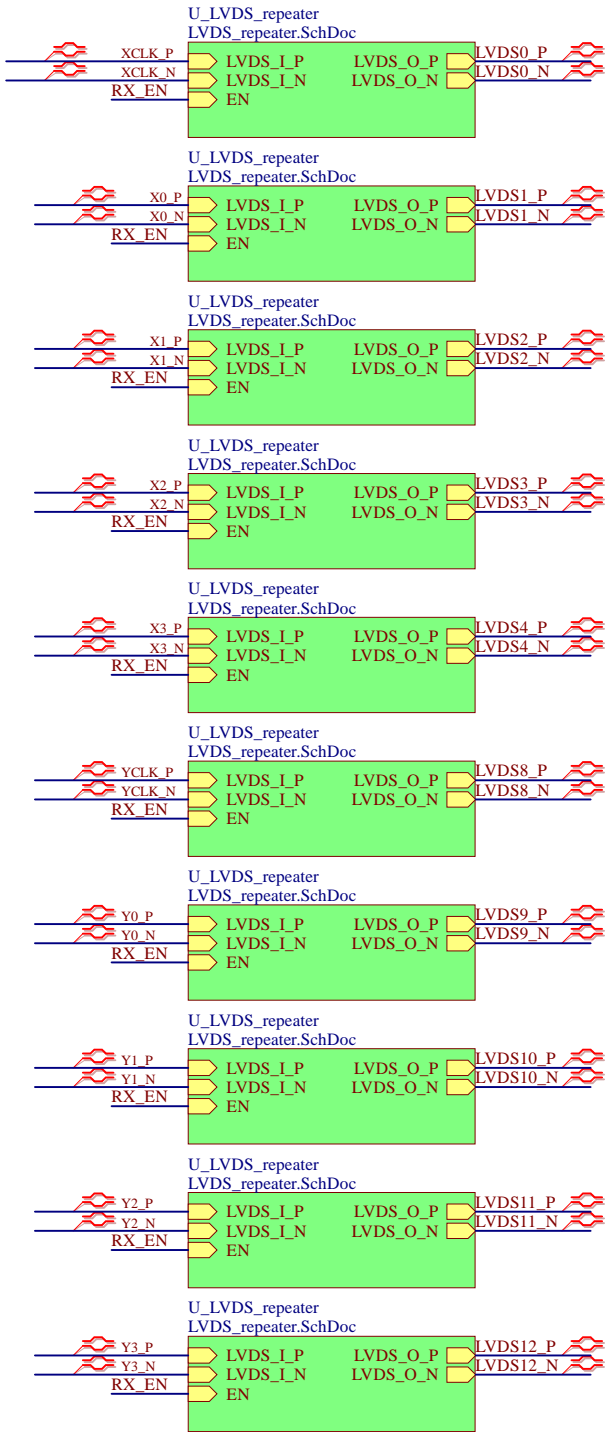 U_LVDS_repeater
LVDS_repeater.SchDoc
XCLK_P LVDS_I_P LVDS_O_P LVDS0_P
XCLK_N LVDS_I_N LVDS_O_N LVDS0_N
RX_EN EN
U_LVDS_repeater
LVDS_repeater.SchDoc
X0_P LVDS_I_P LVDS_O_P LVDS1_P
X0_N LVDS_I_N LVDS_O_N LVDS1_N
RX_EN EN
U_LVDS_repeater
LVDS_repeater.SchDoc
X1_P LVDS_I_P LVDS_O_P LVDS2_P
X1_N LVDS_I_N LVDS_O_N LVDS2_N
RX_EN EN
U_LVDS_repeater
LVDS_repeater.SchDoc
X2_P LVDS_I_P LVDS_O_P LVDS3_P
X2_N LVDS_I_N LVDS_O_N LVDS3_N
RX_EN EN
U_LVDS_repeater
LVDS_repeater.SchDoc
X3_P LVDS_I_P LVDS_O_P LVDS4_P
X3_N LVDS_I_N LVDS_O_N LVDS4_N
RX_EN EN
U_LVDS_repeater
LVDS_repeater.SchDoc
YCLK_P LVDS_I_P LVDS_O_P LVDS8_P
YCLK_N LVDS_I_N LVDS_O_N LVDS8_N
RX_EN EN
U_LVDS_repeater
LVDS_repeater.SchDoc
Y0_P LVDS_I_P LVDS_O_P LVDS9_P
Y0_N LVDS_I_N LVDS_O_N LVDS9_N
RX_EN EN
U_LVDS_repeater
LVDS_repeater.SchDoc
Y1_P LVDS_I_P LVDS_O_P LVDS10_P
Y1_N LVDS_I_N LVDS_O_N LVDS10_N
RX_EN EN
U_LVDS_repeater
LVDS_repeater.SchDoc
Y2_P LVDS_I_P LVDS_O_P LVDS11_P
Y2_N LVDS_I_N LVDS_O_N LVDS11_N
RX_EN EN
U_LVDS_repeater
LVDS_repeater.SchDoc
Y3_P LVDS_I_P LVDS_O_P LVDS12_P
Y3_N LVDS_I_N LVDS_O_N LVDS12_N
RX_EN EN